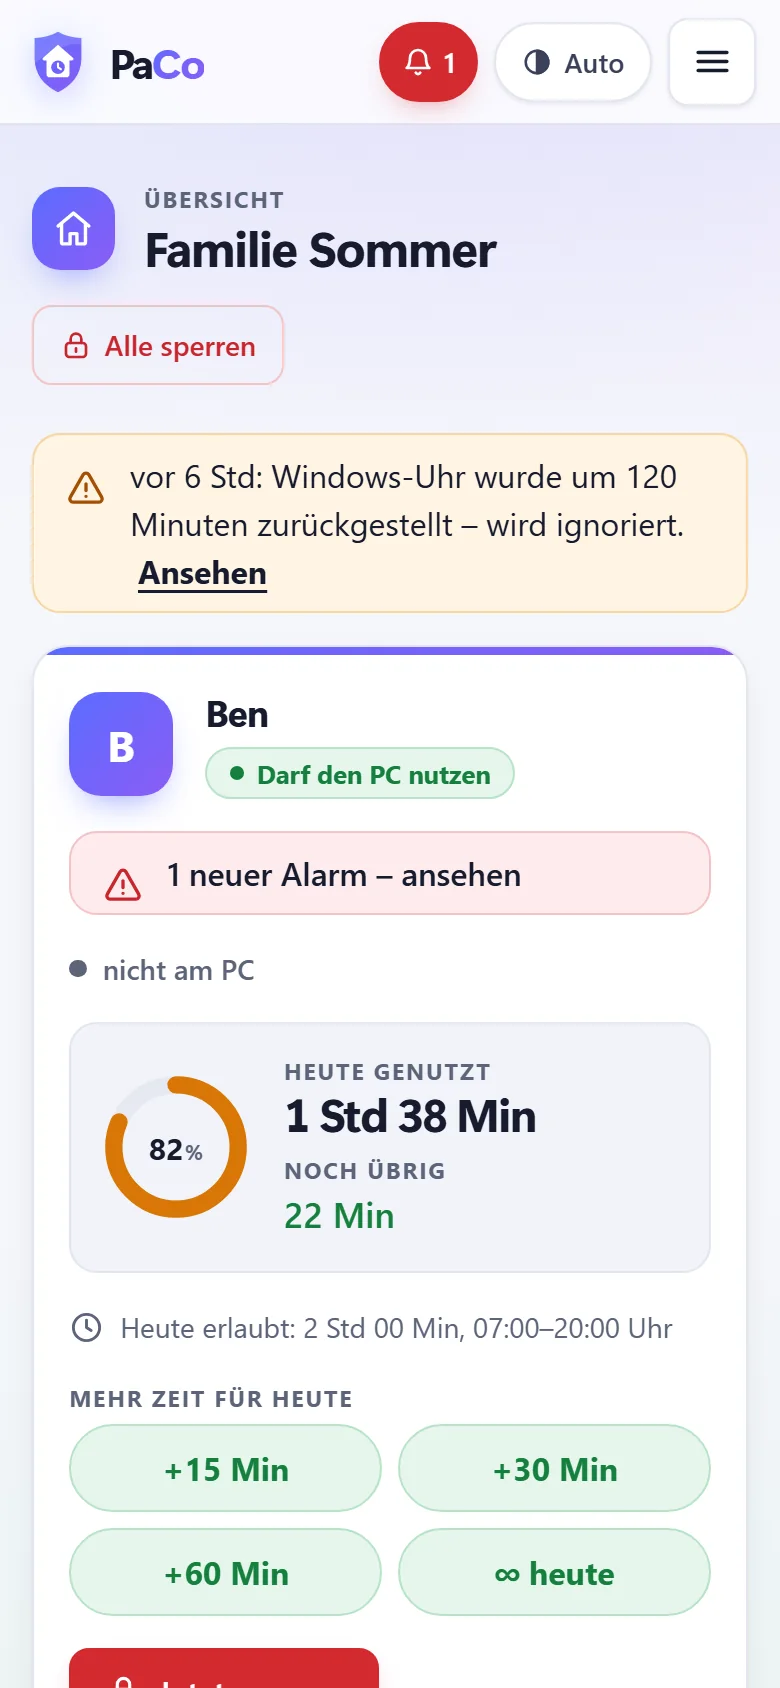 PaCo
1
Auto
ÜBERSICHT
Familie Sommer
Alle sperren
vor 6 Std: Windows-Uhr wurde um 120
Minuten zurückgestellt – wird ignoriert.
Ansehen
B
Ben
Darf den PC nutzen
1 neuer Alarm – ansehen
nicht am PC
82%
HEUTE GENUTZT
1 Std 38 Min
NOCH ÜBRIG
22 Min
Heute erlaubt: 2 Std 00 Min, 07:00–20:00 Uhr
MEHR ZEIT FÜR HEUTE
+15 Min
+30 Min
+60 Min
∞ heute